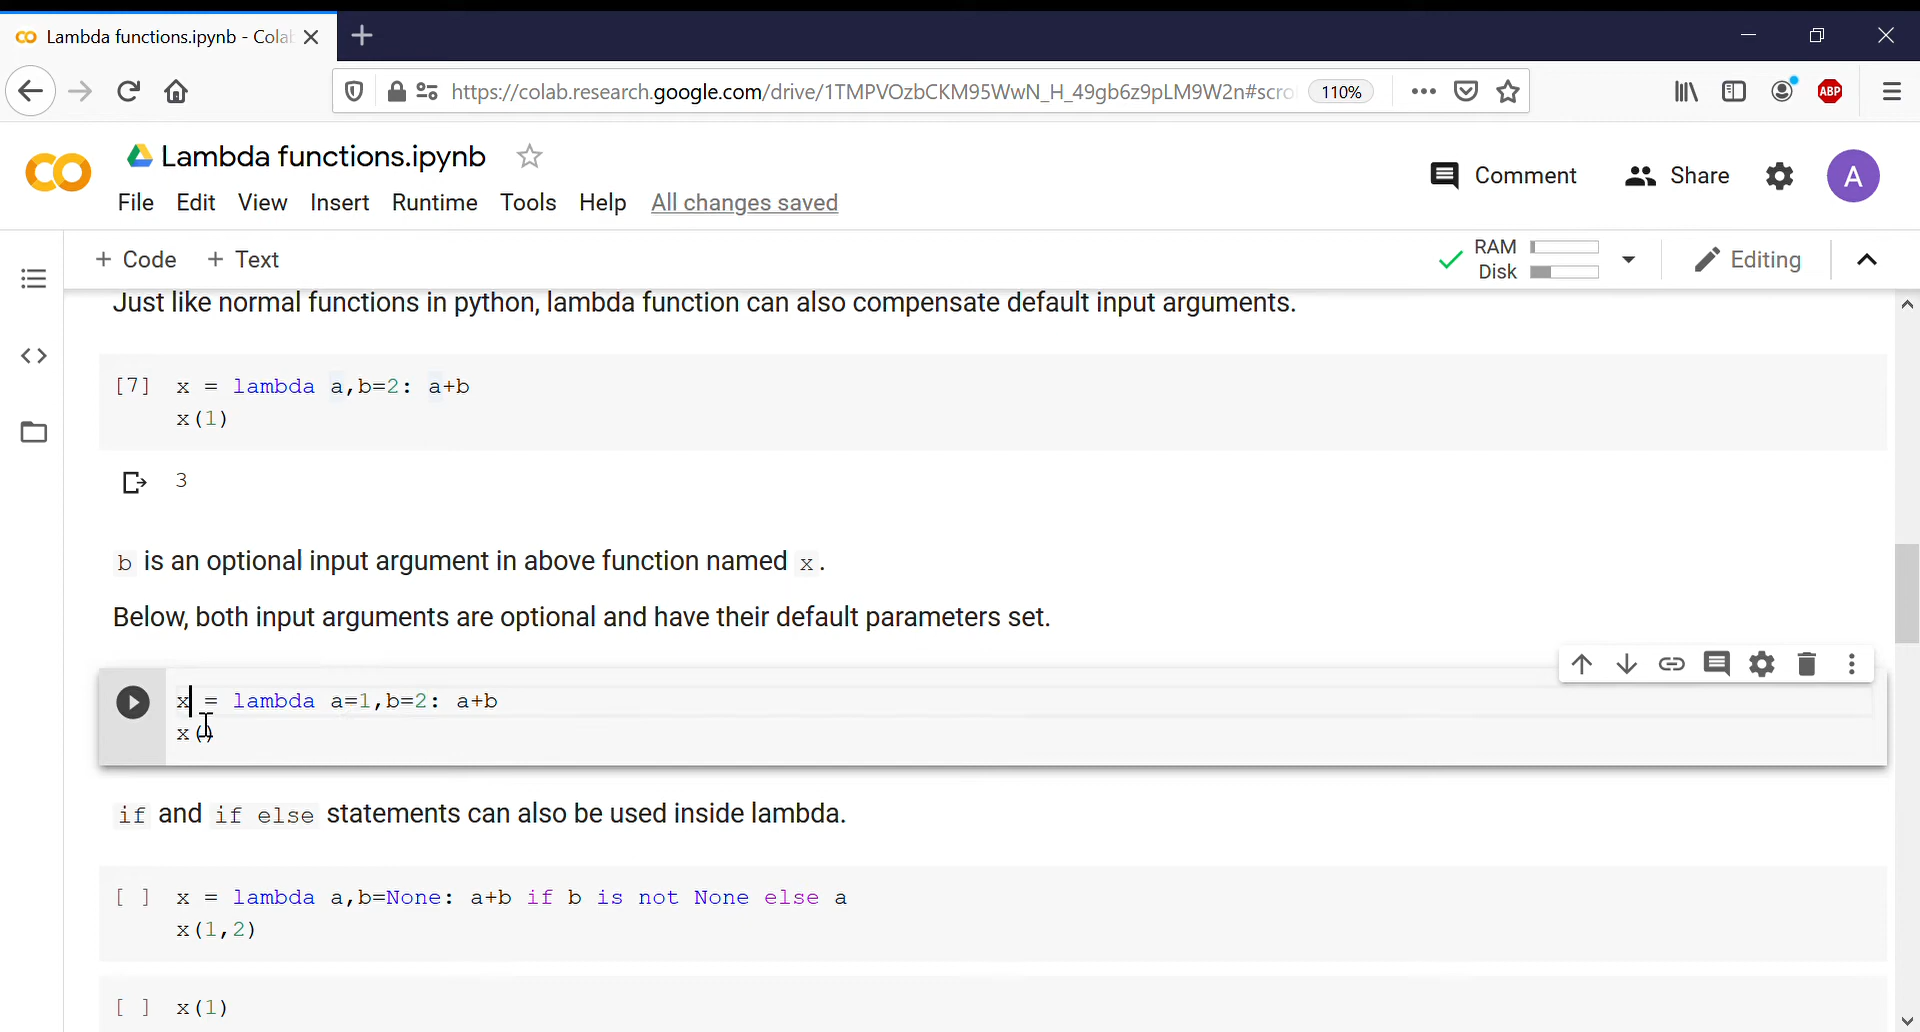 Lambda functions.ipynb - Cola
https://colab.research.google.com/drive/1TMPVOzbCKM95WwN_H_49gb6z9pLM9W2n#scro 110% ABP
Lambda functions.ipynb
Comment Share A
File Edit View Insert Runtime Tools Help All changes saved
+ Code + Text
RAM
Disk
Editing
Just like normal functions in python, lambda function can also compensate default input arguments.
[7] x = lambda a,b=2: a+b
x(1)
3
b is an optional input argument in above function named x.
Below, both input arguments are optional and have their default parameters set.
x = lambda a=1,b=2: a+b
x()
if and if else statements can also be used inside lambda.
[ ] x = lambda a,b=None: a+b if b is not None else a
x(1,2)
[ ] x(1)